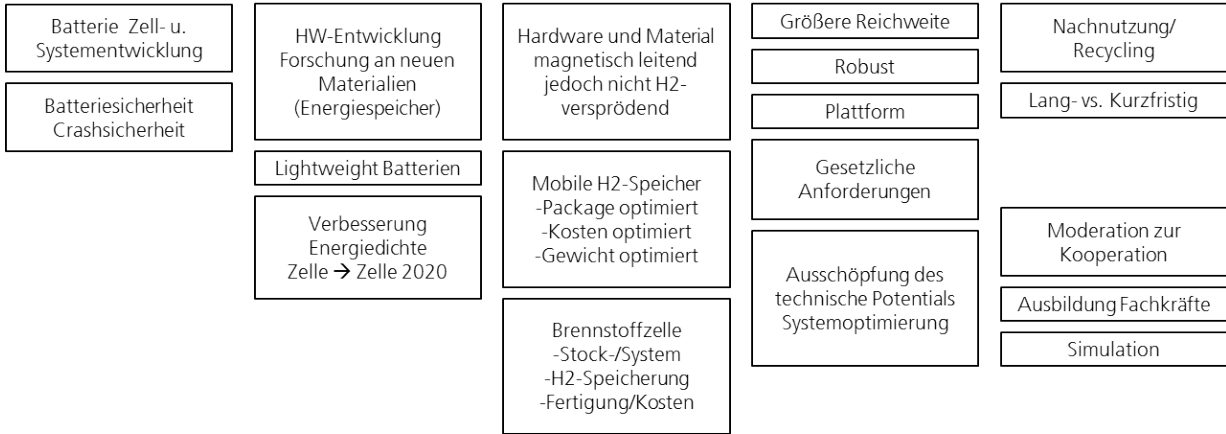 Batterie Zell- u.
Systementwicklung
Batteriesicherheit
Crashsicherheit
HW-Entwicklung
Forschung an neuen
Materialien
(Energiespeicher)
Lightweight Batterien
Verbesserung
Energiedichte
Zelle → Zelle 2020
Hardware und Material
magnetisch leitend
jedoch nicht H2-
versprödend
Mobile H2-Speicher
-Package optimiert
-Kosten optimiert
-Gewicht optimiert
Brennstoffzelle
-Stock-/System
-H2-Speicherung
-Fertigung/Kosten
Größere Reichweite
Robust
Plattform
Gesetzliche
Anforderungen
Ausschöpfung des
technische Potentials
Systemoptimierung
Nachnutzung/
Recycling
Lang- vs. Kurzfristig
Moderation zur
Kooperation
Ausbildung Fachkräfte
Simulation